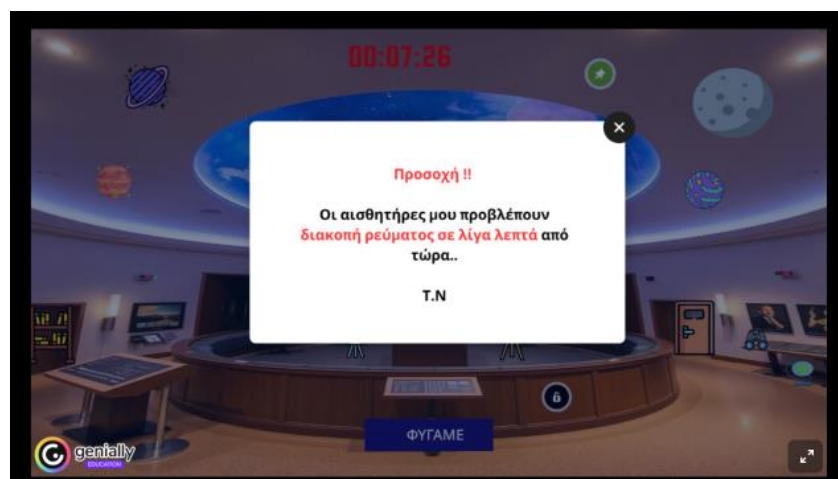 00:07:26
Προσοχή !!
Οι αισθητήρες μου προβλέπουν
διακοπή ρεύματος σε λίγα λεπτά από
τώρα..
Τ.Ν
ΦΥΓΑΜΕ
genially
EDUCATION